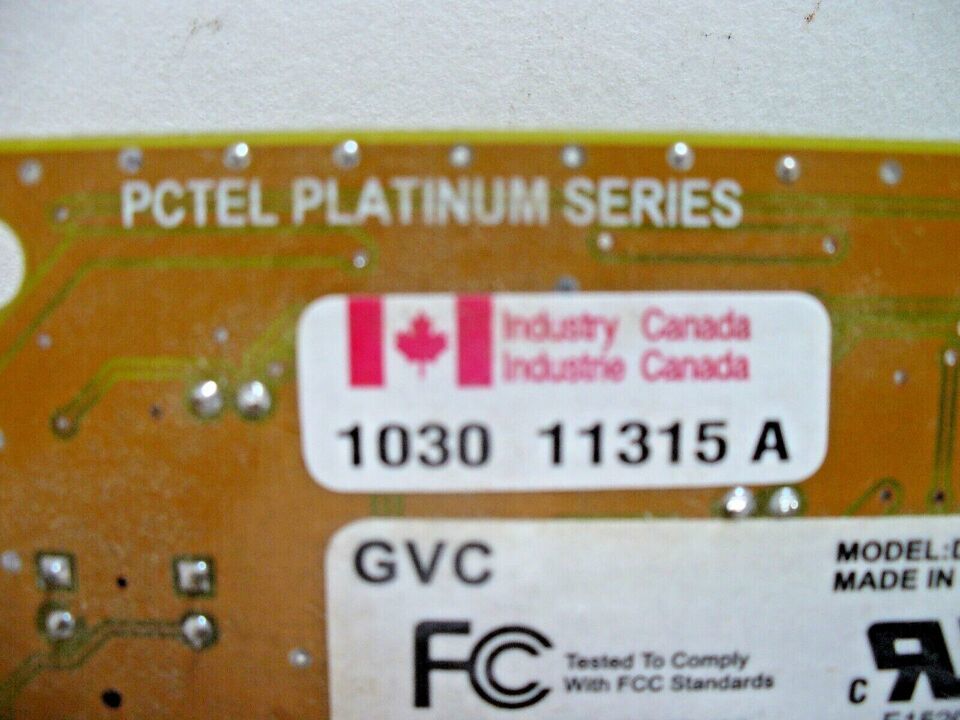 PCTEL PLATINUM SERIES
Industry Canada
Industrie Canada
1030 11315 A
GVC
MODEL:D
MADE IN
FC
Tested To Comply
With FCC Standards
C